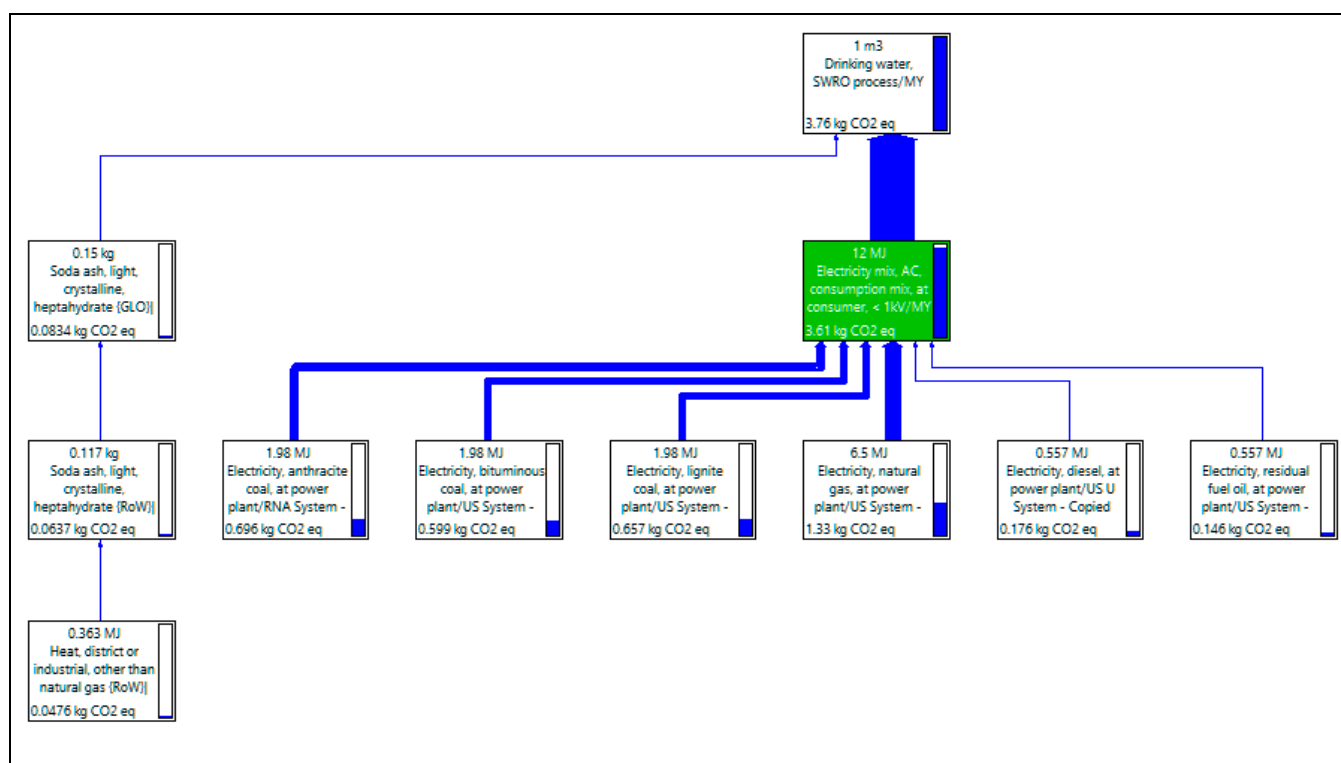 1 m3
Drinking water,
SWRO process/MY
3.76 kg CO2 eq
0.15 kg
Soda ash, light,
crystalline,
heptahydrate {GLO}|
0.0834 kg CO2 eq
12 MJ
Electricity mix, AC,
consumption mix, at
consumer, < 1kV/MY
3.61 kg CO2 eq
0.117 kg
Soda ash, light,
crystalline,
heptahydrate {RoW}|
0.0637 kg CO2 eq
1.98 MJ
Electricity, anthracite
coal, at power
plant/RNA System -
0.696 kg CO2 eq
1.98 MJ
Electricity, bituminous
coal, at power
plant/US System -
0.599 kg CO2 eq
1.98 MJ
Electricity, lignite
coal, at power
plant/US System -
0.657 kg CO2 eq
6.5 MJ
Electricity, natural
gas, at power
plant/US System -
1.33 kg CO2 eq
0.557 MJ
Electricity, diesel, at
power plant/US U
System - Copied
0.176 kg CO2 eq
0.557 MJ
Electricity, residual
fuel oil, at power
plant/US System -
0.146 kg CO2 eq
0.363 MJ
Heat, district or
industrial, other than
natural gas {RoW}|
0.0476 kg CO2 eq